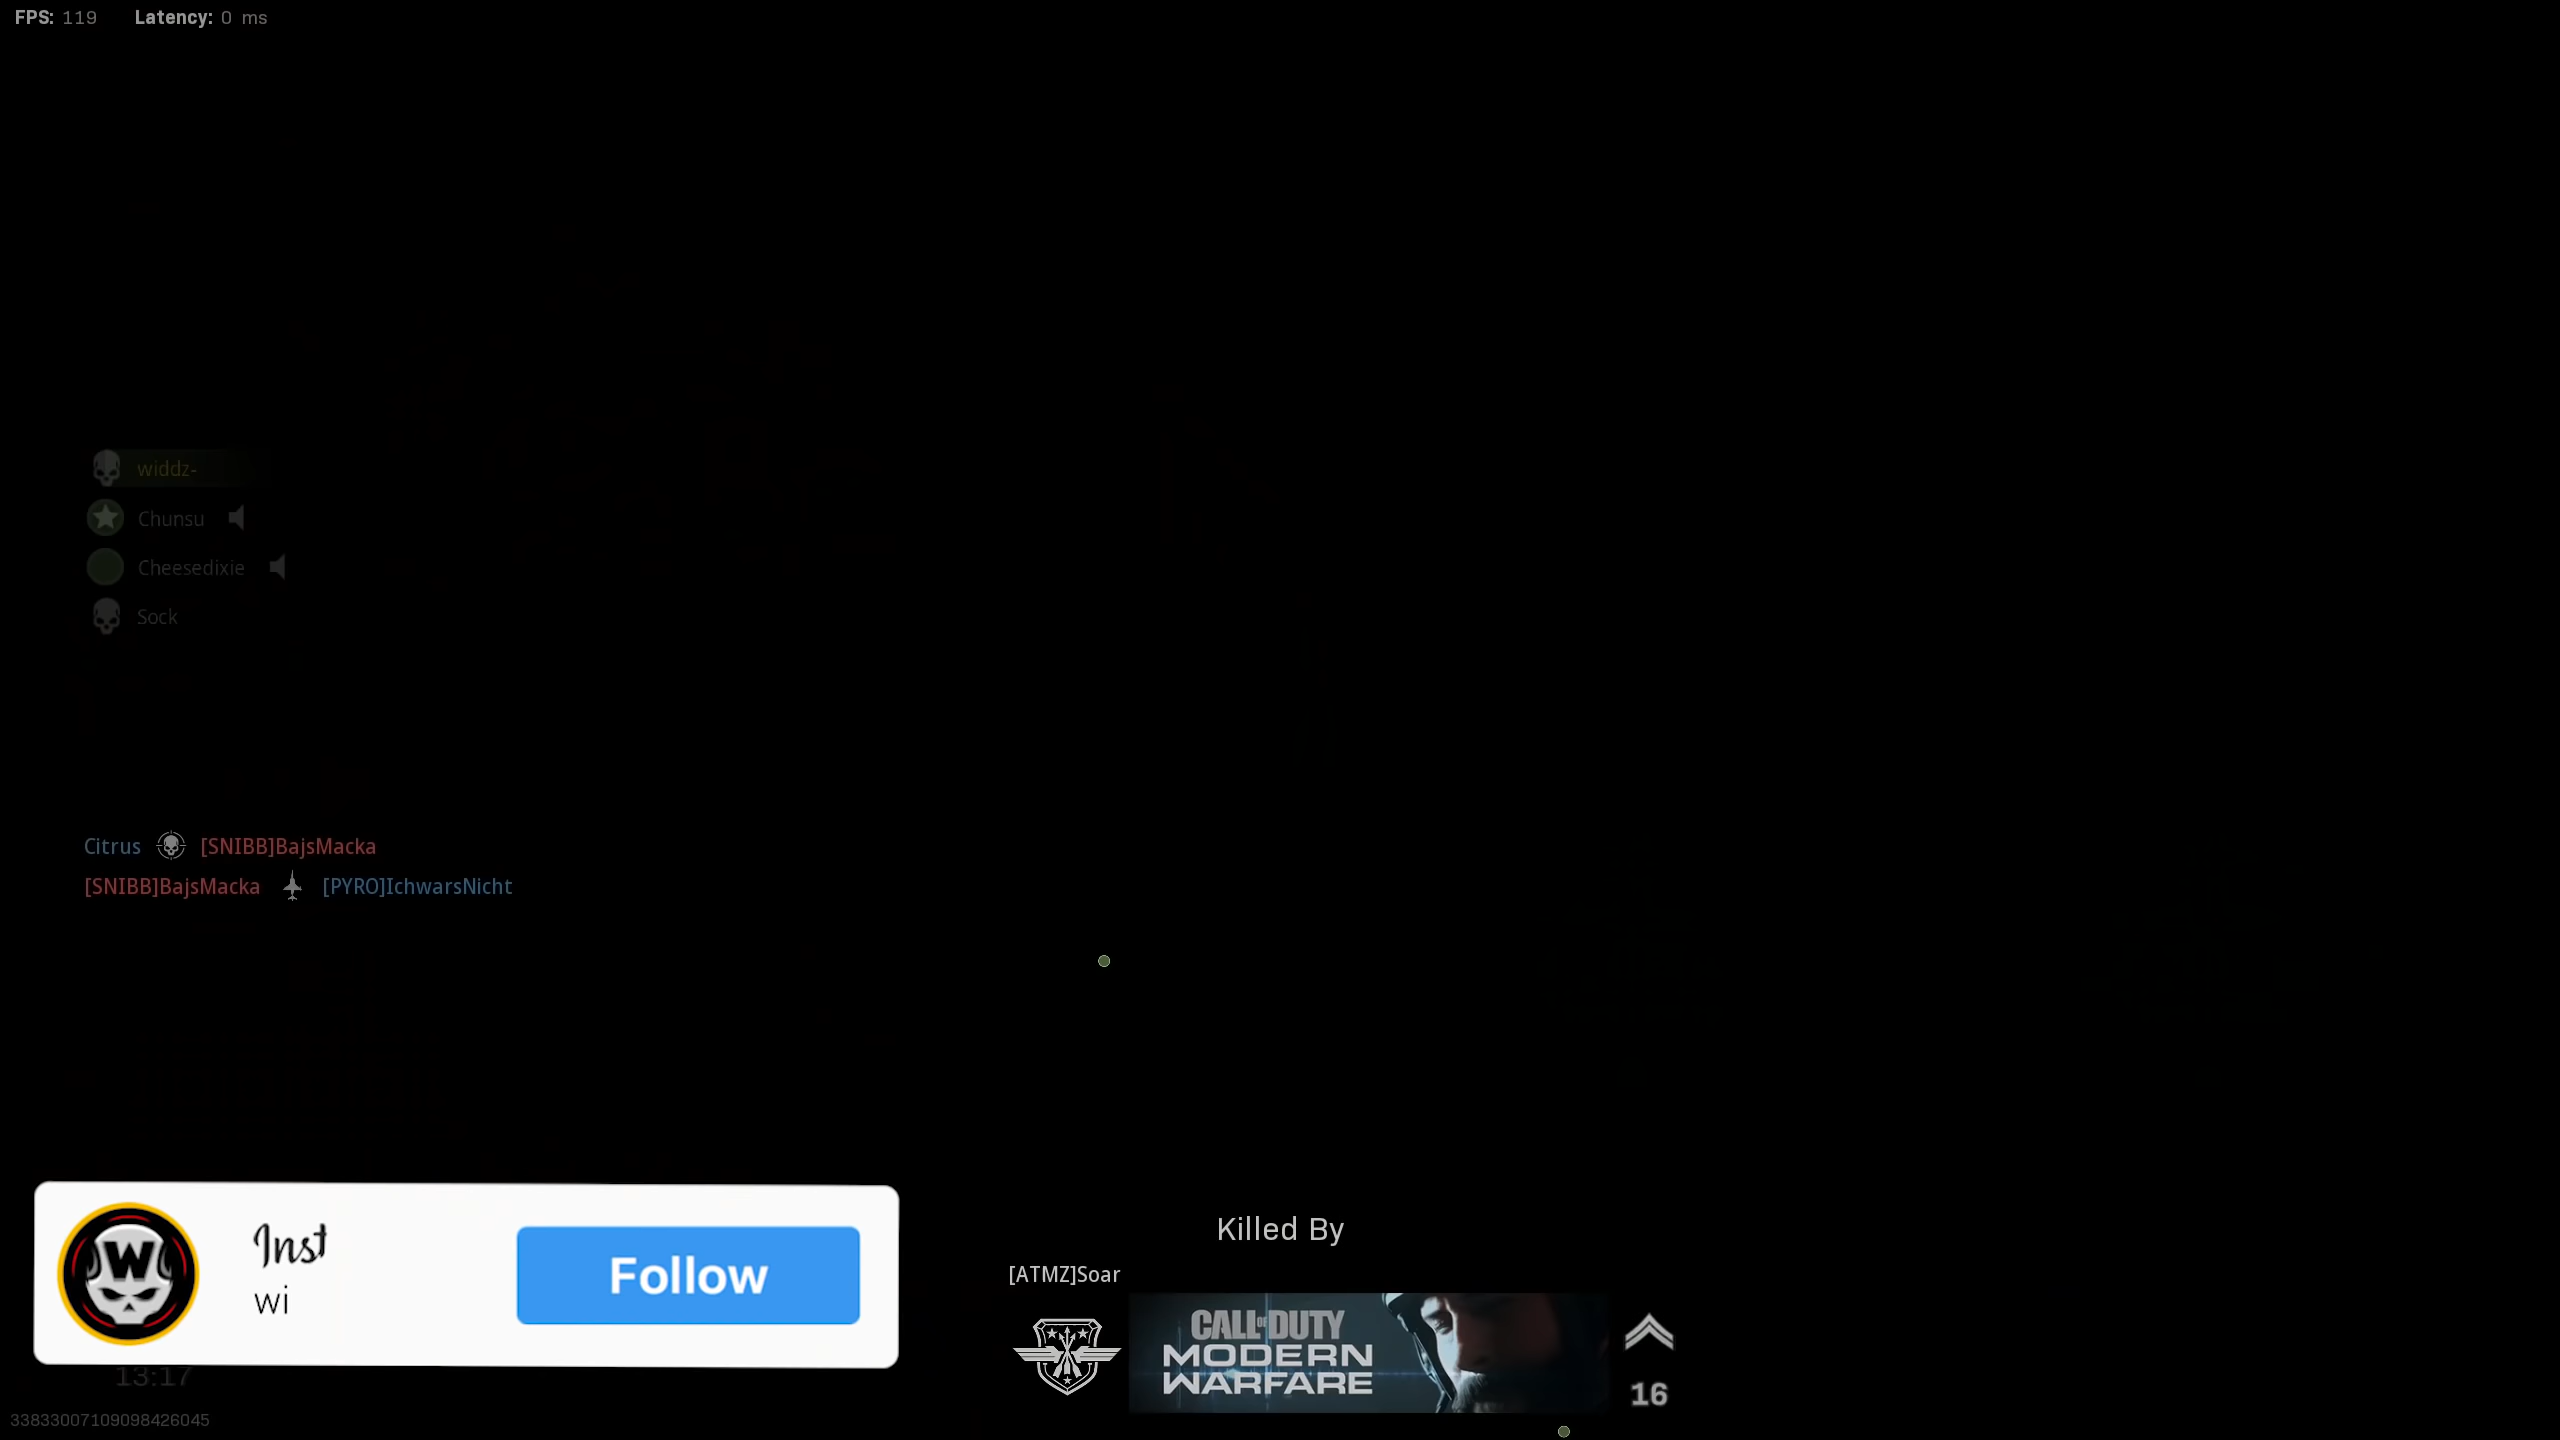 FPS: 119 Latency: 0 ms
widdz-
Chunsu
Cheesedixie
Sock
Citrus [SNIBB]BajsMacka
[SNIBB]BajsMacka [PYRO]IchwarsNicht
W
Inst
wi
Follow
Killed By
[ATMZ]Soar
CALL OF DUTY
MODERN
WARFARE
16
13:17
33833007109098426045